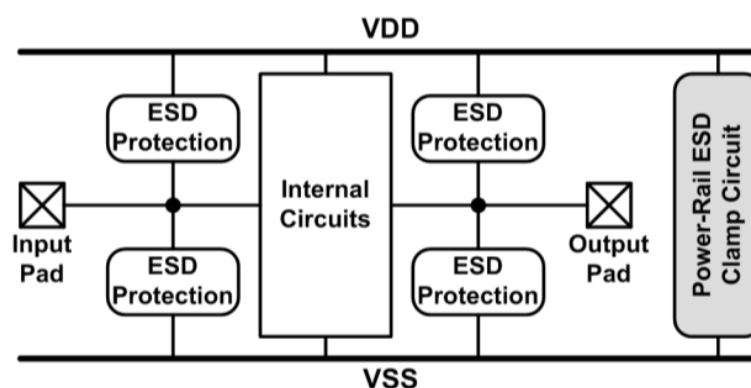 VDD
ESD
Protection
ESD
Protection
Input
Pad
Internal
Circuits
Output
Pad
ESD
Protection
ESD
Protection
Power-Rail ESD
Clamp Circuit
VSS